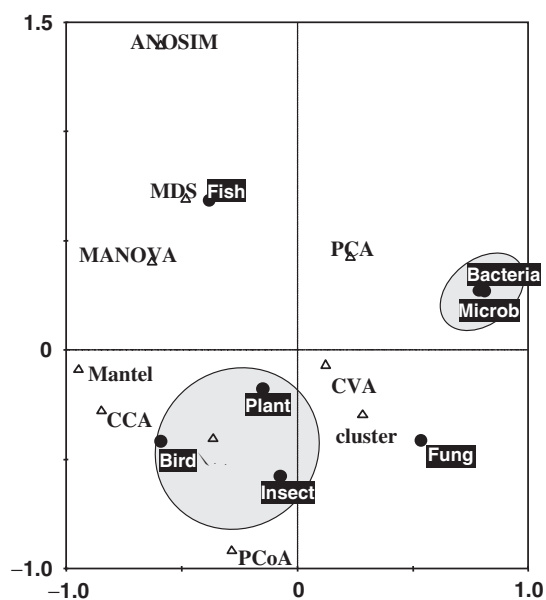 1.5
ANOSIM
MDS Fish
MANOVA
PCA
Bacteria
Microb
0
Mantel
CVA
Plant
CCA
cluster
Bird
Fung
Insect
PCoA
−1.0
−1.0 0 1.0